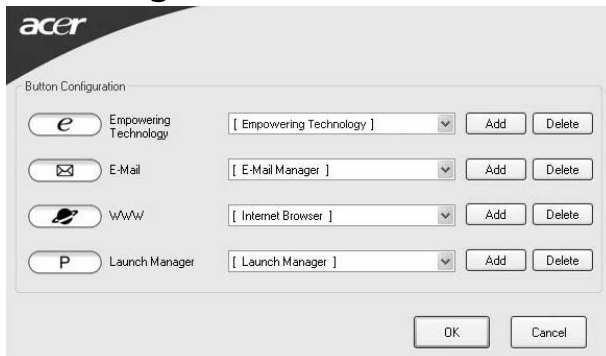 acer
Button Configuration
e Empowering Technology [ Empowering Technology ] Add Delete
E-Mail [ E-Mail Manager ] Add Delete
WWW [ Internet Browser ] Add Delete
P Launch Manager [ Launch Manager ] Add Delete
OK Cancel